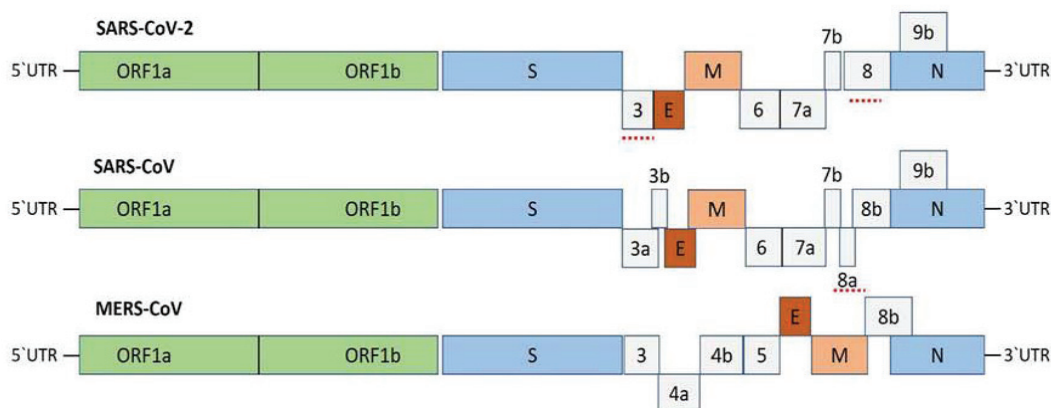 SARS-CoV-2
7b 9b
5`UTR ORF1a ORF1b S M 8 N 3`UTR
3 E 6 7a
SARS-CoV
3b 7b 9b
5`UTR ORF1a ORF1b S M 8b N 3`UTR
3a E 6 7a
8a
MERS-CoV
E 8b
5`UTR ORF1a ORF1b S 3 4b 5 M N 3`UTR
4a